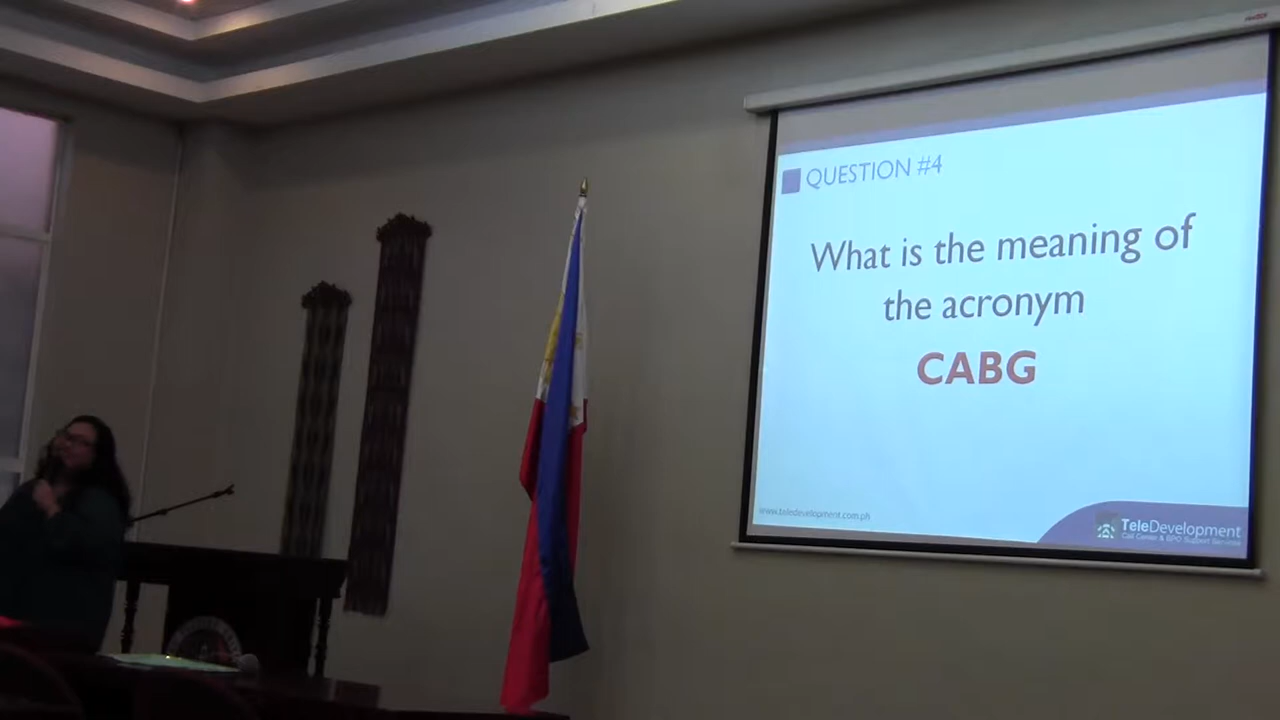 QUESTION #4
What is the meaning of
the acronym
CABG
www.teledevelopment.com.ph
TeleDevelopment
Call Center & BPO Support Services